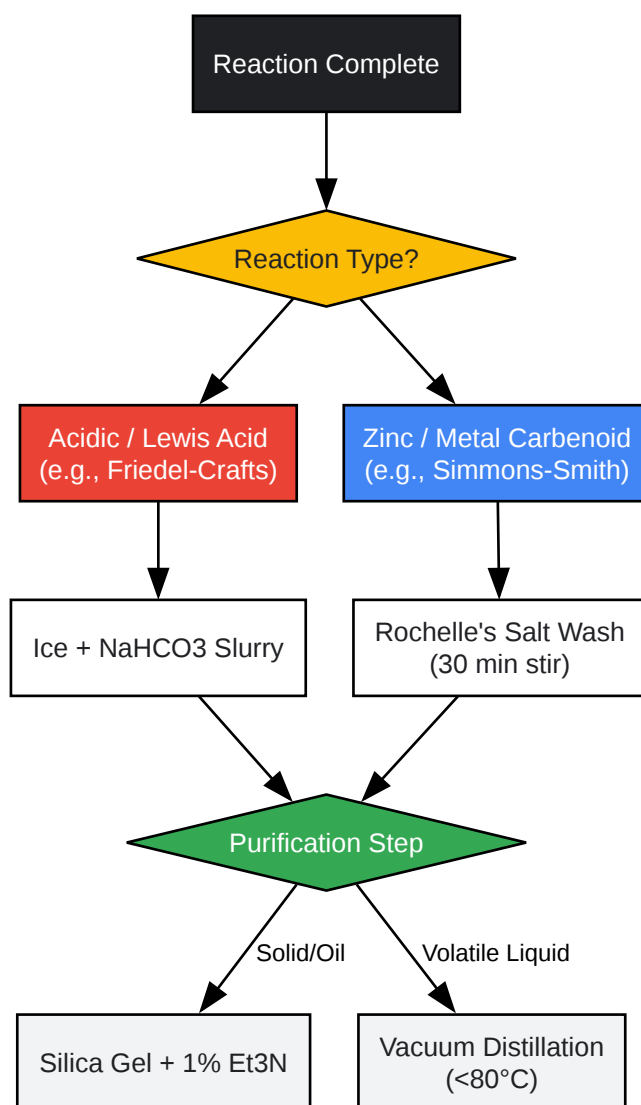 Reaction Complete
Reaction Type?
Acidic / Lewis Acid
(e.g., Friedel-Crafts)
Zinc / Metal Carbenoid
(e.g., Simmons-Smith)
Ice + NaHCO3 Slurry
Rochelle's Salt Wash
(30 min stir)
Purification Step
Solid/Oil
Volatile Liquid
Silica Gel + 1% Et3N
Vacuum Distillation
(<80°C)